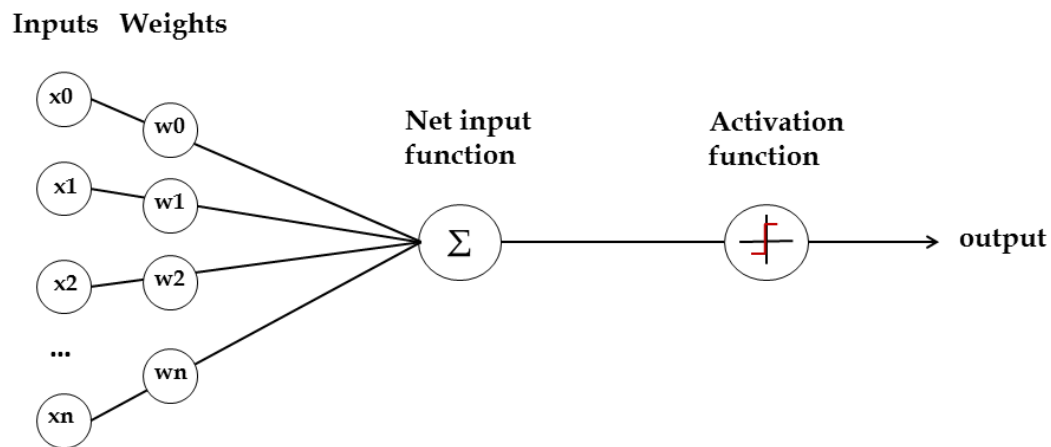 Inputs Weights
x0
w0
x1
w1
x2
w2
...
xn
wn
Net input
function
Σ
Activation
function
output